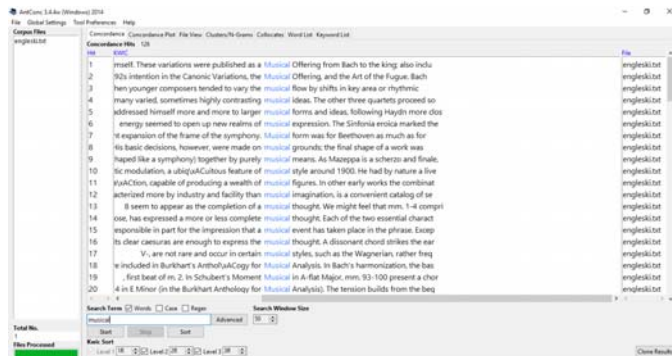 AntConc 3.4.4w (Windows) 2014
File Global Settings Tool Preferences Help
Corpus Files
engleski.txt
Concordance Concordance Plot File View Clusters/N-Grams Collocates Word List Keyword List
Concordance Hits 126
Hit KWIC File
1 mself. These variations were published as a Musical Offering from Bach to the king; also inclu engleski.txt
2 92s intention in the Canonic Variations, the Musical Offering, and the Art of the Fugue. Bach engleski.txt
3 hen younger composers tended to vary the musical flow by shifts in key area or rhythmic engleski.txt
4 many varied, sometimes highly contrasting musical ideas. The other three quartets proceed so engleski.txt
5 addressed himself more and more to larger musical forms and ideas, following Haydn more clos engleski.txt
6 energy seemed to open up new realms of musical expression. The Sinfonia eroica marked the engleski.txt
7 nt expansion of the frame of the symphony. Musical form was for Beethoven as much as for engleski.txt
8 His basic decisions, however, were made on musical grounds; the final shape of a work was engleski.txt
9 haped like a symphony) together by purely musical means. As Mazeppa is a scherzo and finale, engleski.txt
10 tic modulation, a ubiq\xACuitous feature of musical style around 1900. He had by nature a live engleski.txt
11 \xACtion, capable of producing a wealth of musical figures. In other early works the combinat engleski.txt
12 acterized more by industry and facility than musical imagination, is a convenient catalog of se engleski.txt
13 8 seem to appear as the completion of a musical thought. We might feel that mm. 1-4 compri engleski.txt
14 ose, has expressed a more or less complete musical thought. Each of the two essential charact engleski.txt
15 esponsible in part for the impression that a musical event has taken place in the phrase. Excep engleski.txt
16 its clear caesuras are enough to express the musical thought. A dissonant chord strikes the ear engleski.txt
17 V-, are not rare and occur in certain musical styles, such as the Wagnerian, rather freq engleski.txt
18 e included in Burkhart's Anthol\xACogy for Musical Analysis. In Bach's harmonization, the bas engleski.txt
19 , first beat of m. 2. In Schubert's Moment Musical in A-flat Major, mm. 93-100 present a chor engleski.txt
20 4 in E Minor (in the Burkhart Anthology for Musical Analysis). The tension builds from the beg engleski.txt
Search Term Words Case Regex Search Window Size
musical Advanced 50
Start Stop Sort
Total No.
1
Files Processed
Kwic Sort
Level 1 1R Level 2 2R Level 3 3R Clone Results